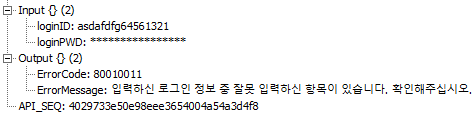 Input {} (2)
loginID: asdafdfg64561321
loginPWD: ****************
Output {} (2)
ErrorCode: 80010011
ErrorMessage: 입력하신 로그인 정보 중 잘못 입력하신 항목이 있습니다. 확인해주십시오.
API_SEQ: 4029733e50e98eee3654004a54a3d4f8